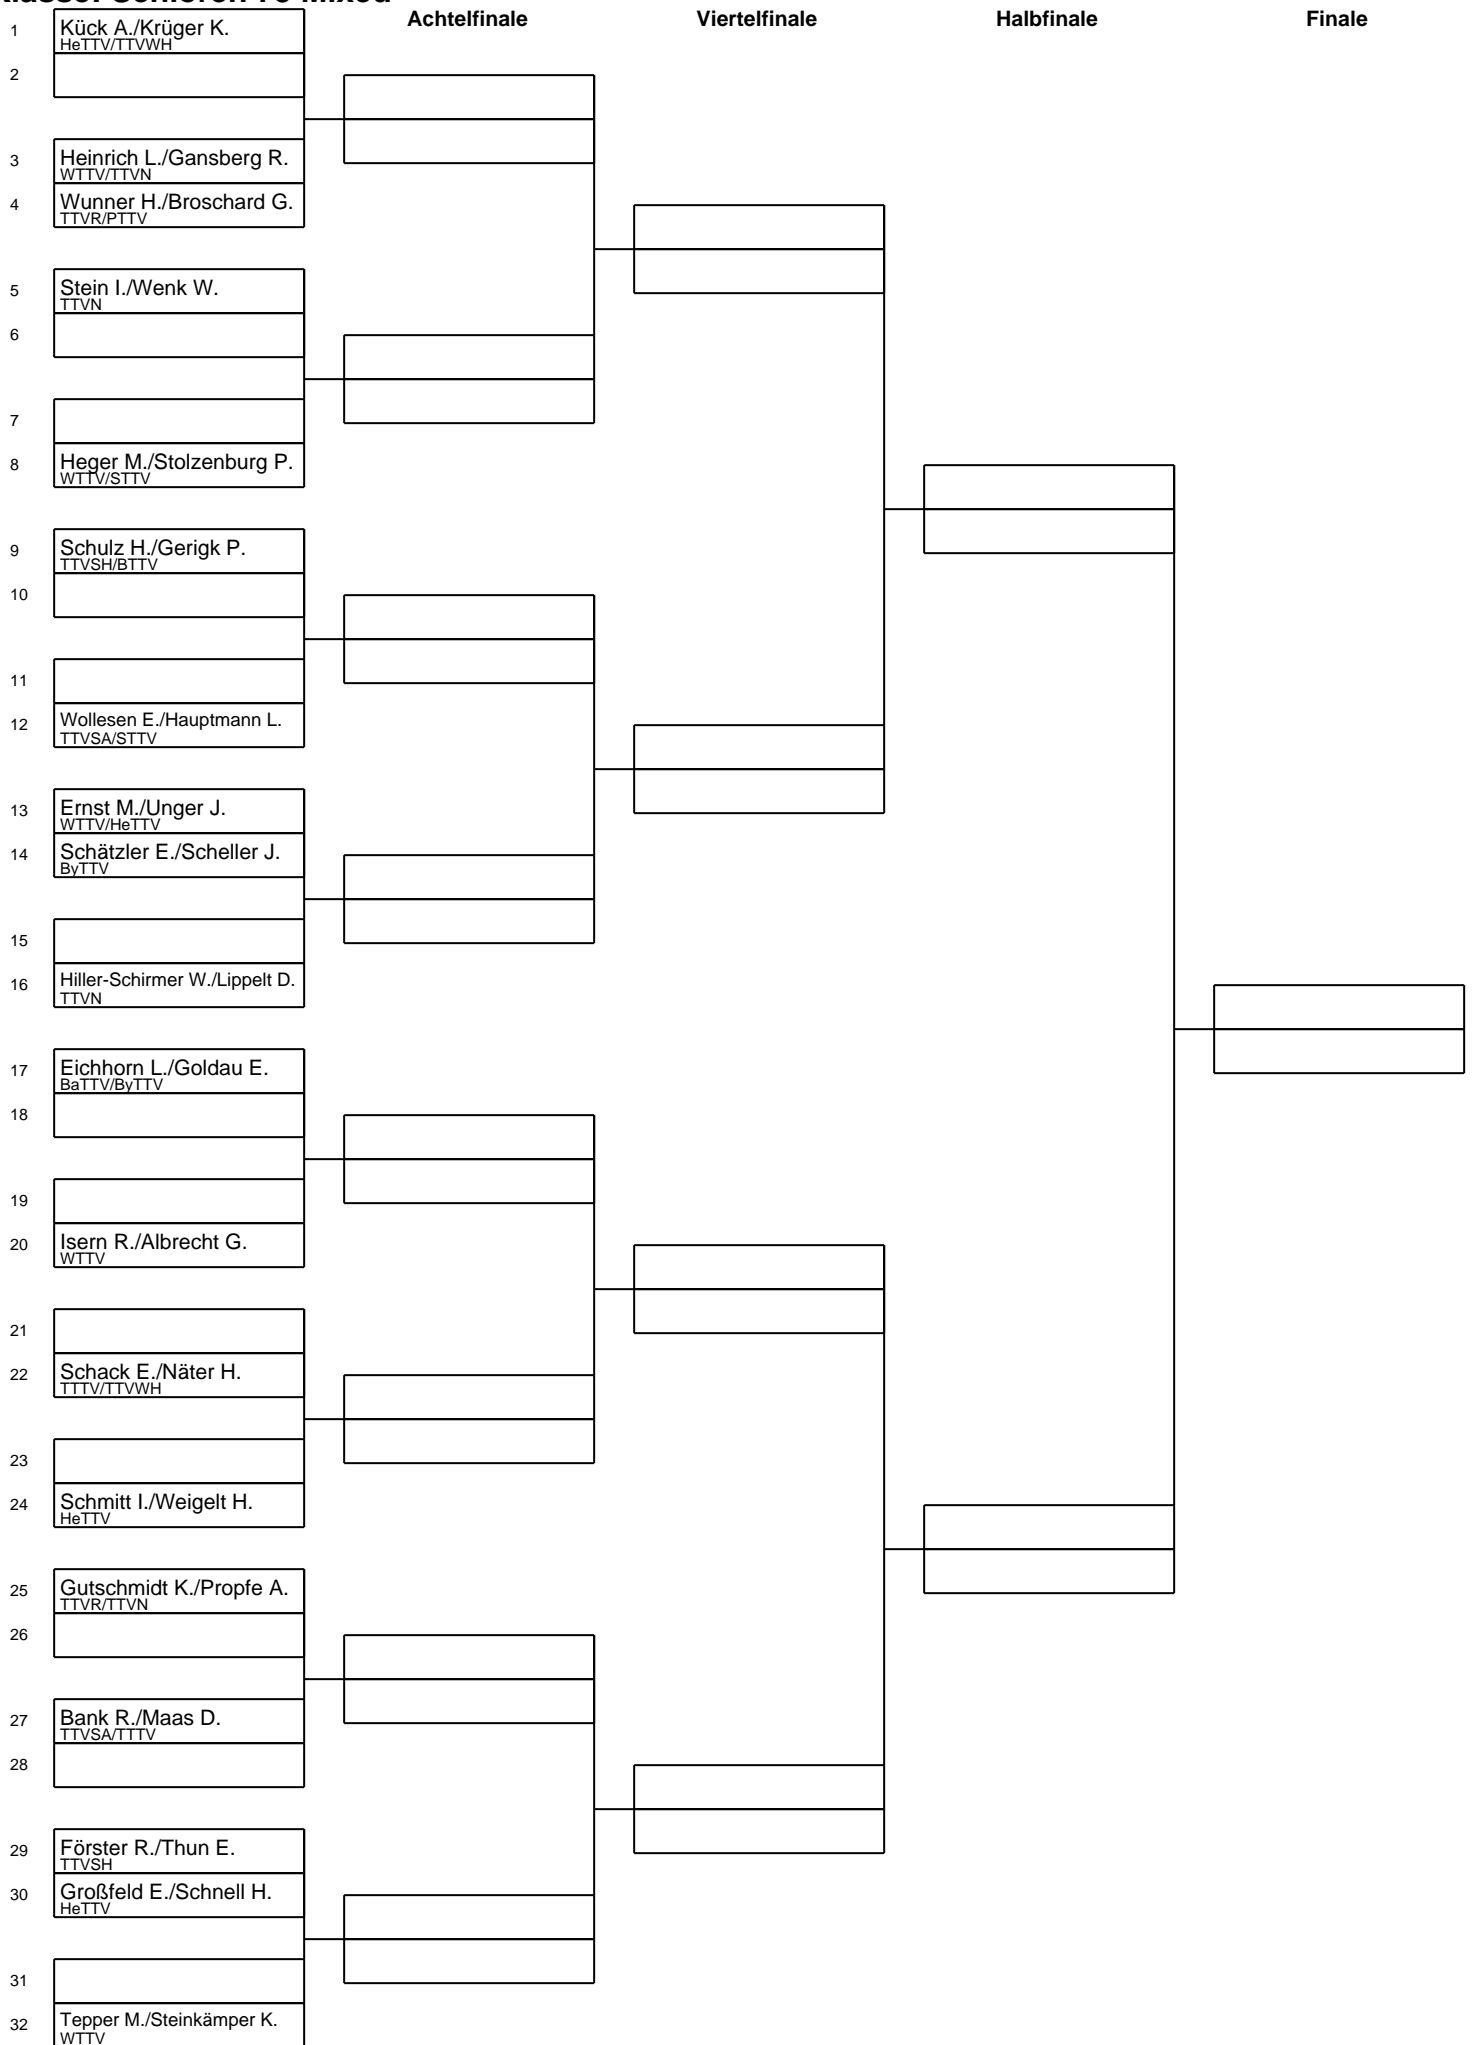 Achtelfinale Viertelfinale Halbfinale Finale
1 Kück A./Krüger K.
HeTTV/TTVWH
2
3 Heinrich L./Gansberg R.
WTTV/TTVN
4 Wunner H./Broschard G.
TTVR/PTTV
5 Stein I./Wenk W.
TTVN
6
7
8 Heger M./Stolzenburg P.
WTTV/STTV
9 Schulz H./Gerigk P.
TTVSH/BTTV
10
11
12 Wollesen E./Hauptmann L.
TTVSA/STTV
13 Ernst M./Unger J.
WTTV/HeTTV
14 Schätzler E./Scheller J.
ByTTV
15
16 Hiller-Schirmer W./Lippelt D.
TTVN
17 Eichhorn L./Goldau E.
BaTTV/ByTTV
18
19
20 Isern R./Albrecht G.
WTTV
21
22 Schack E./Näter H.
TTTV/TTVWH
23
24 Schmitt I./Weigelt H.
HeTTV
25 Gutschmidt K./Propfe A.
TTVR/TTVN
26
27 Bank R./Maas D.
TTVSA/TTTV
28
29 Förster R./Thun E.
TTVSH
30 Großfeld E./Schnell H.
HeTTV
31
32 Tepper M./Steinkämper K.
WTTV